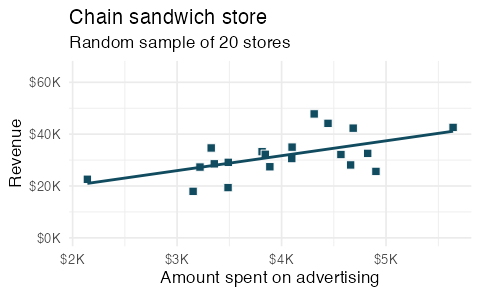 Chain sandwich store
Random sample of 20 stores
$60K
$40K
$20K
$0K
Revenue
$2K $3K $4K $5K
Amount spent on advertising